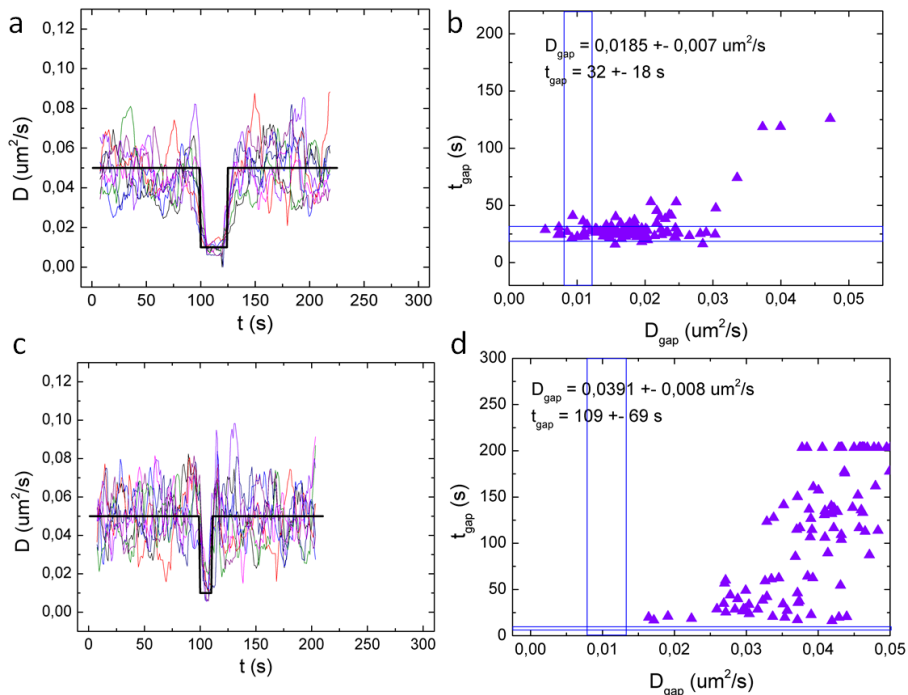 a
D (um²/s)
0,12
0,10
0,08
0,06
0,04
0,02
0,00
0 50 100 150 200 250 300
t (s)
b
t_gap (s)
200
150
100
50
0
D_gap = 0,0185 +- 0,007 um²/s
t_gap = 32 +- 18 s
0,00 0,01 0,02 0,03 0,04 0,05
D_gap (um²/s)
c
D (um²/s)
0,12
0,10
0,08
0,06
0,04
0,02
0,00
0 50 100 150 200 250 300
t (s)
d
t_gap (s)
300
250
200
150
100
50
0
D_gap = 0,0391 +- 0,008 um²/s
t_gap = 109 +- 69 s
0,00 0,01 0,02 0,03 0,04 0,05
D_gap (um²/s)